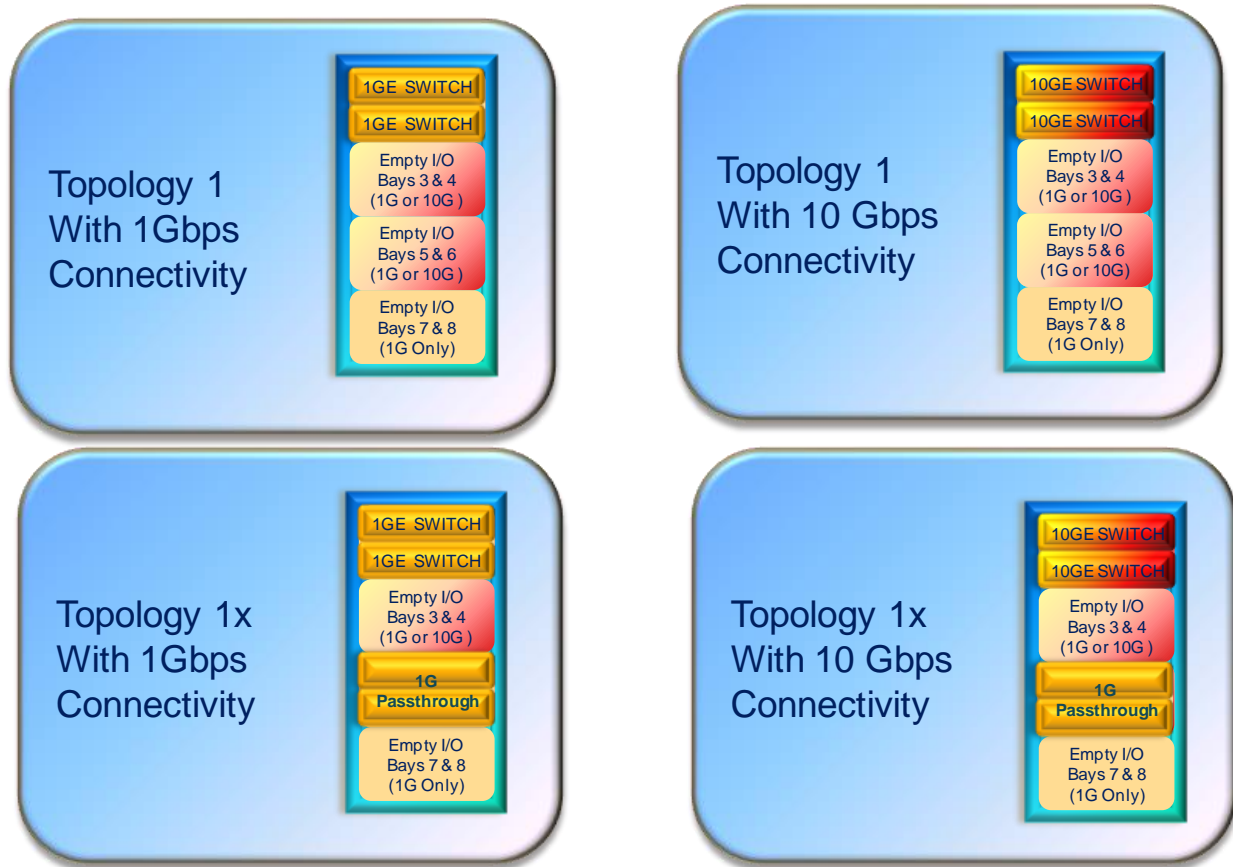 Topology 1
With 1Gbps
Connectivity
1GE SWITCH
1GE SWITCH
Empty I/O
Bays 3 & 4
(1G or 10G )
Empty I/O
Bays 5 & 6
(1G or 10G )
Empty I/O
Bays 7 & 8
(1G Only)
Topology 1
With 10 Gbps
Connectivity
10GE SWITCH
10GE SWITCH
Empty I/O
Bays 3 & 4
(1G or 10G )
Empty I/O
Bays 5 & 6
(1G or 10G)
Empty I/O
Bays 7 & 8
(1G Only)
Topology 1x
With 1Gbps
Connectivity
1GE SWITCH
1GE SWITCH
Empty I/O
Bays 3 & 4
(1G or 10G )
1G
Passthrough
Empty I/O
Bays 7 & 8
(1G Only)
Topology 1x
With 10 Gbps
Connectivity
10GE SWITCH
10GE SWITCH
Empty I/O
Bays 3 & 4
(1G or 10G )
1G
Passthrough
Empty I/O
Bays 7 & 8
(1G Only)